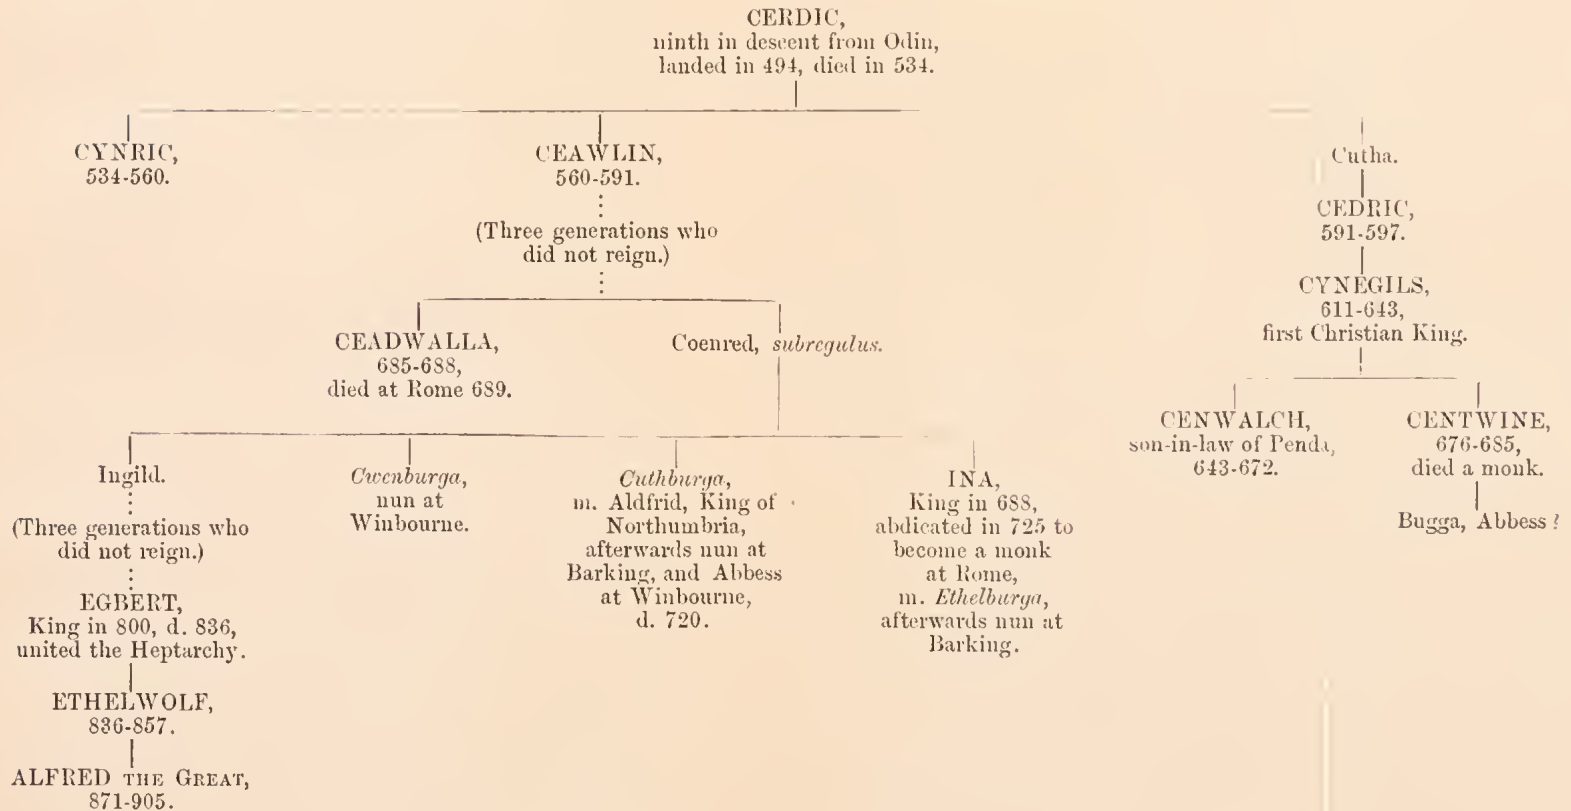 CERDIC,
ninth in descent from Odin,
landed in 494, died in 534.
CYNRIC,
534-560.
CEAWLIN,
560-591.
(Three generations who
did not reign.)
Cutha.
CEDRIC,
591-597.
CYNEGILS,
611-643,
first Christian King.
CEADWALLA,
685-688,
died at Rome 689.
Coenred, subregulus.
CENWALCH,
son-in-law of Penda,
643-672.
CENTWINE,
676-685,
died a monk.
Bugga, Abbess?
Ingild.
(Three generations who
did not reign.)
EGBERT,
King in 800, d. 836,
united the Heptarchy.
ETHELWOLF,
836-857.
ALFRED THE GREAT,
871-905.
Cwenburga,
nun at
Winbourne.
Cuthburga,
m. Aldfrid, King of
Northumbria,
afterwards nun at
Barking, and Abbess
at Winbourne,
d. 720.
INA,
King in 688,
abdicated in 725 to
become a monk
at Rome,
m. Ethelburga,
afterwards nun at
Barking.